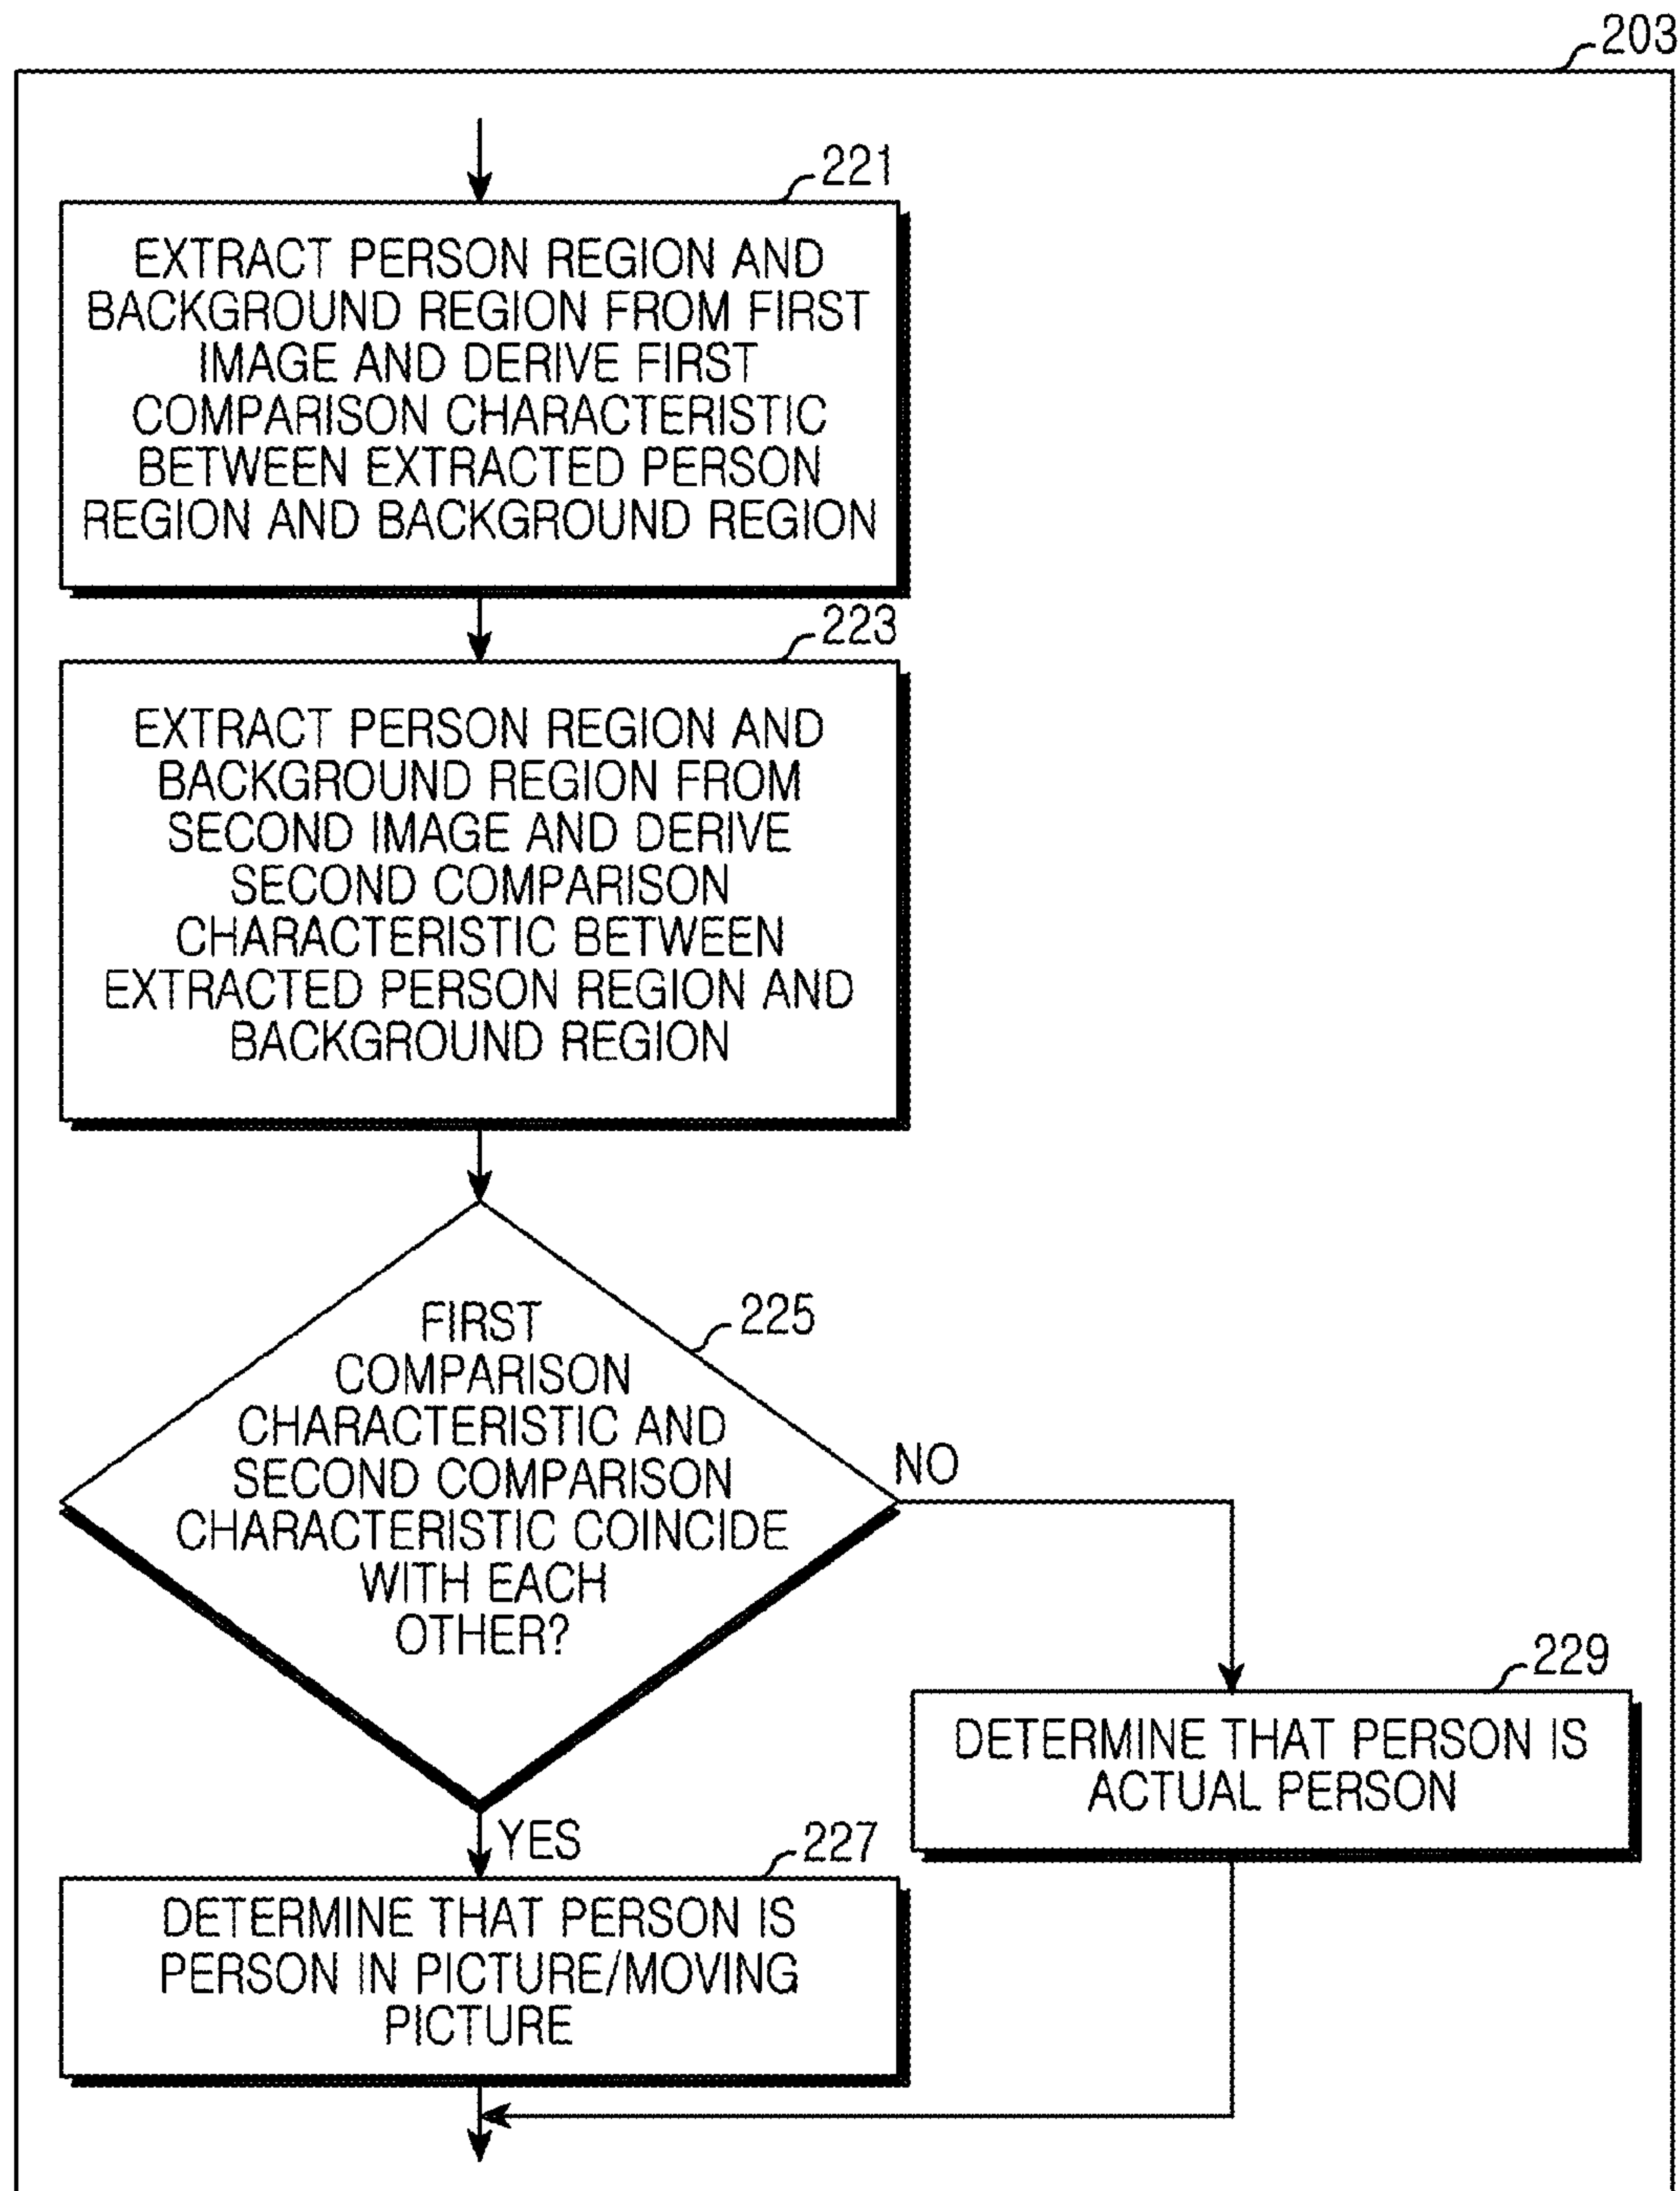 203
221
EXTRACT PERSON REGION AND
BACKGROUND REGION FROM FIRST
IMAGE AND DERIVE FIRST
COMPARISON CHARACTERISTIC
BETWEEN EXTRACTED PERSON
REGION AND BACKGROUND REGION
223
EXTRACT PERSON REGION AND
BACKGROUND REGION FROM
SECOND IMAGE AND DERIVE
SECOND COMPARISON
CHARACTERISTIC BETWEEN
EXTRACTED PERSON REGION AND
BACKGROUND REGION
225
FIRST
COMPARISON
CHARACTERISTIC AND
SECOND COMPARISON
CHARACTERISTIC COINCIDE
WITH EACH
OTHER?
NO
229
DETERMINE THAT PERSON IS
ACTUAL PERSON
YES
227
DETERMINE THAT PERSON IS
PERSON IN PICTURE/MOVING
PICTURE